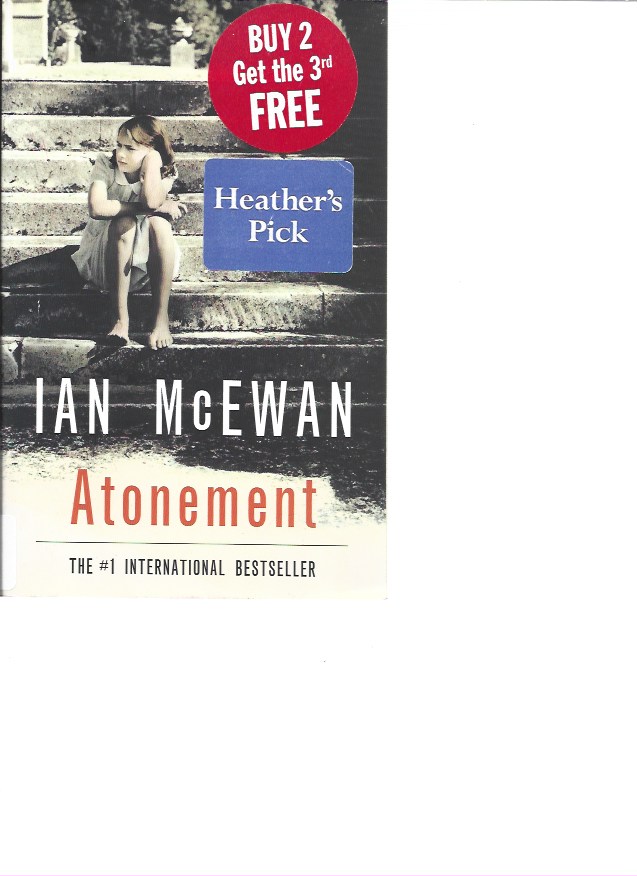 BUY 2
Get the 3rd
FREE
Heather's
Pick
IAN McEWAN
Atonement
THE #1 INTERNATIONAL BESTSELLER